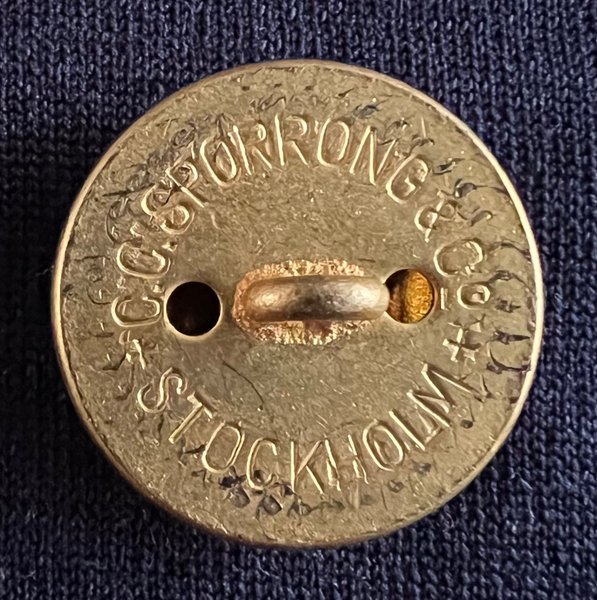 C.C. SPORRONG & Co
+ STOCKHOLM +